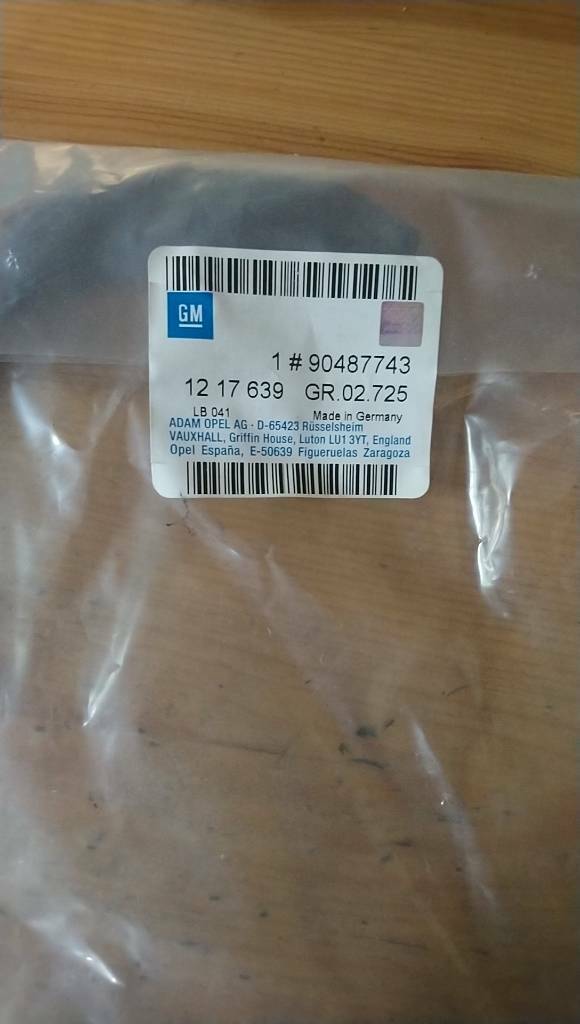 GM
1 # 90487743
12 17 639 GR.02.725
LB 041 Made in Germany
ADAM OPEL AG · D-65423 Rüsselsheim
VAUXHALL, Griffin House, Luton LU1 3YT, England
Opel España, E-50639 Figueruelas Zaragoza